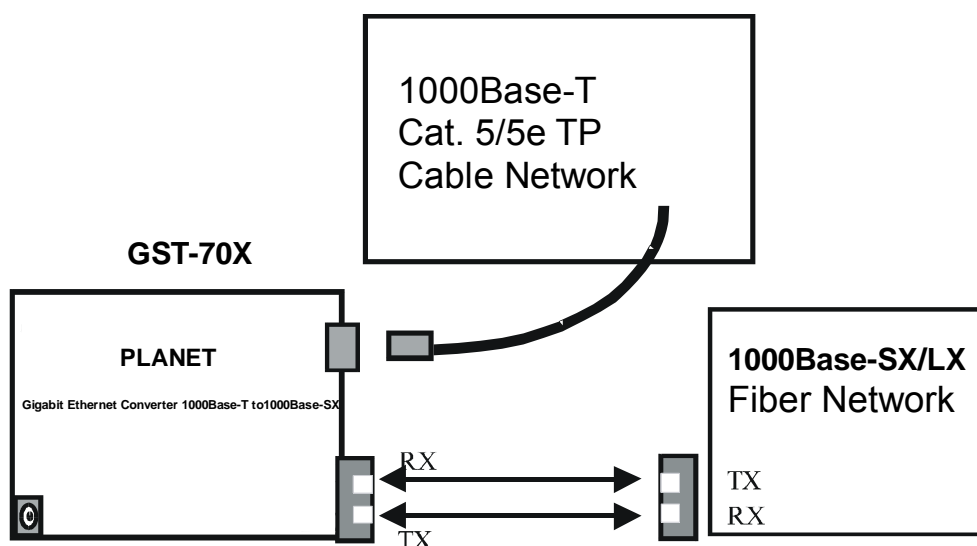 1000Base-T
Cat. 5/5e TP
Cable Network
GST-70X
PLANET
Gigabit Ethernet Converter 1000Base-T to1000Base-SX
1000Base-SX/LX
Fiber Network
RX
TX
TX
RX